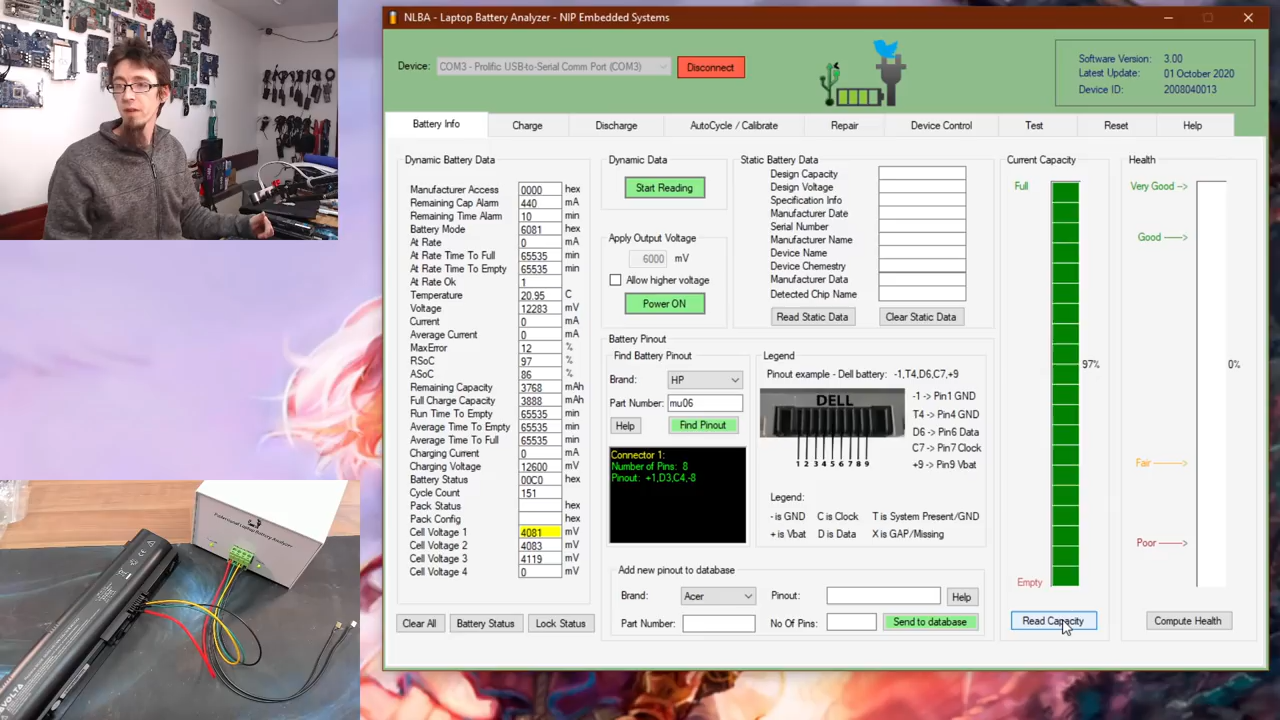 NLBA - Laptop Battery Analyzer - NIP Embedded Systems
Device: COM3 - Prolific USB-to-Serial Comm Port (COM3) Disconnect
Software Version: 3.00
Latest Update: 01 October 2020
Device ID: 2008040013
Battery Info Charge Discharge AutoCycle / Calibrate Repair Device Control Test Reset Help
Dynamic Battery Data
Manufacturer Access 0000 hex
Remaining Cap Alarm 440 mA
Remaining Time Alarm 10 min
Battery Mode 6081 hex
At Rate 0 mA
At Rate Time To Full 65535 min
At Rate Time To Empty 65535 min
At Rate Ok 1
Temperature 20.95 C
Voltage 12283 mV
Current 0 mA
Average Current 0 mA
MaxError 12 %
RSoC 97 %
ASoC 86 %
Remaining Capacity 3768 mAh
Full Charge Capacity 3888 mAh
Run Time To Empty 65535 min
Average Time To Empty 65535 min
Average Time To Full 65535 min
Charging Current 0 mA
Charging Voltage 12600 mV
Battery Status 00C0 hex
Cycle Count 151
Pack Status hex
Pack Config hex
Cell Voltage 1 4081 mV
Cell Voltage 2 4083 mV
Cell Voltage 3 4119 mV
Cell Voltage 4 0 mV
Clear All Battery Status Lock Status
Dynamic Data
Start Reading
Apply Output Voltage
6000 mV
Allow higher voltage
Power ON
Static Battery Data
Design Capacity
Design Voltage
Specification Info
Manufacturer Date
Serial Number
Manufacturer Name
Device Name
Device Chemestry
Manufacturer Data
Detected Chip Name
Read Static Data Clear Static Data
Battery Pinout
Find Battery Pinout
Brand: HP
Part Number: mu06
Help Find Pinout
Connector 1:
Number of Pins: 8
Pinout: +1,D3,C4,-8
Legend
Pinout example - Dell battery: -1,T4,D6,C7,+9
DELL
1 2 3 4 5 6 7 8 9
-1 -> Pin1 GND
T4 -> Pin4 GND
D6 -> Pin6 Data
C7 -> Pin7 Clock
+9 -> Pin9 Vbat
Legend:
- is GND C is Clock T is System Present/GND
+ is Vbat D is Data X is GAP/Missing
Add new pinout to database
Brand: Acer Pinout: Help
Part Number: No Of Pins: Send to database
Current Capacity
Full
97%
Empty
Read Capacity
Health
Very Good -->
Good --->
0%
Fair --->
Poor --->
Compute Health
Professional Laptop Battery Analyzer